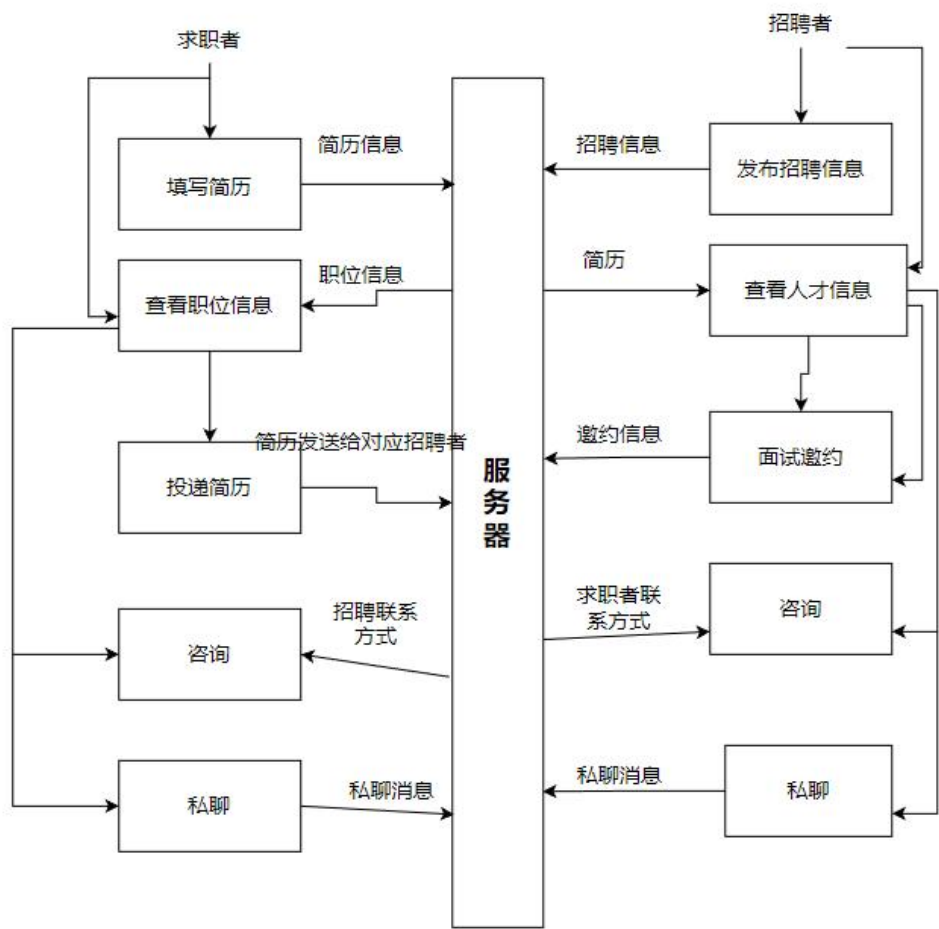 求职者
招聘者
简历信息
招聘信息
填写简历
发布招聘信息
职位信息
简历
查看职位信息
查看人才信息
简历发送给对应招聘者
邀约信息
投递简历
面试邀约
服
务
器
招聘联系
方式
求职者联
系方式
咨询
咨询
私聊消息
私聊消息
私聊
私聊